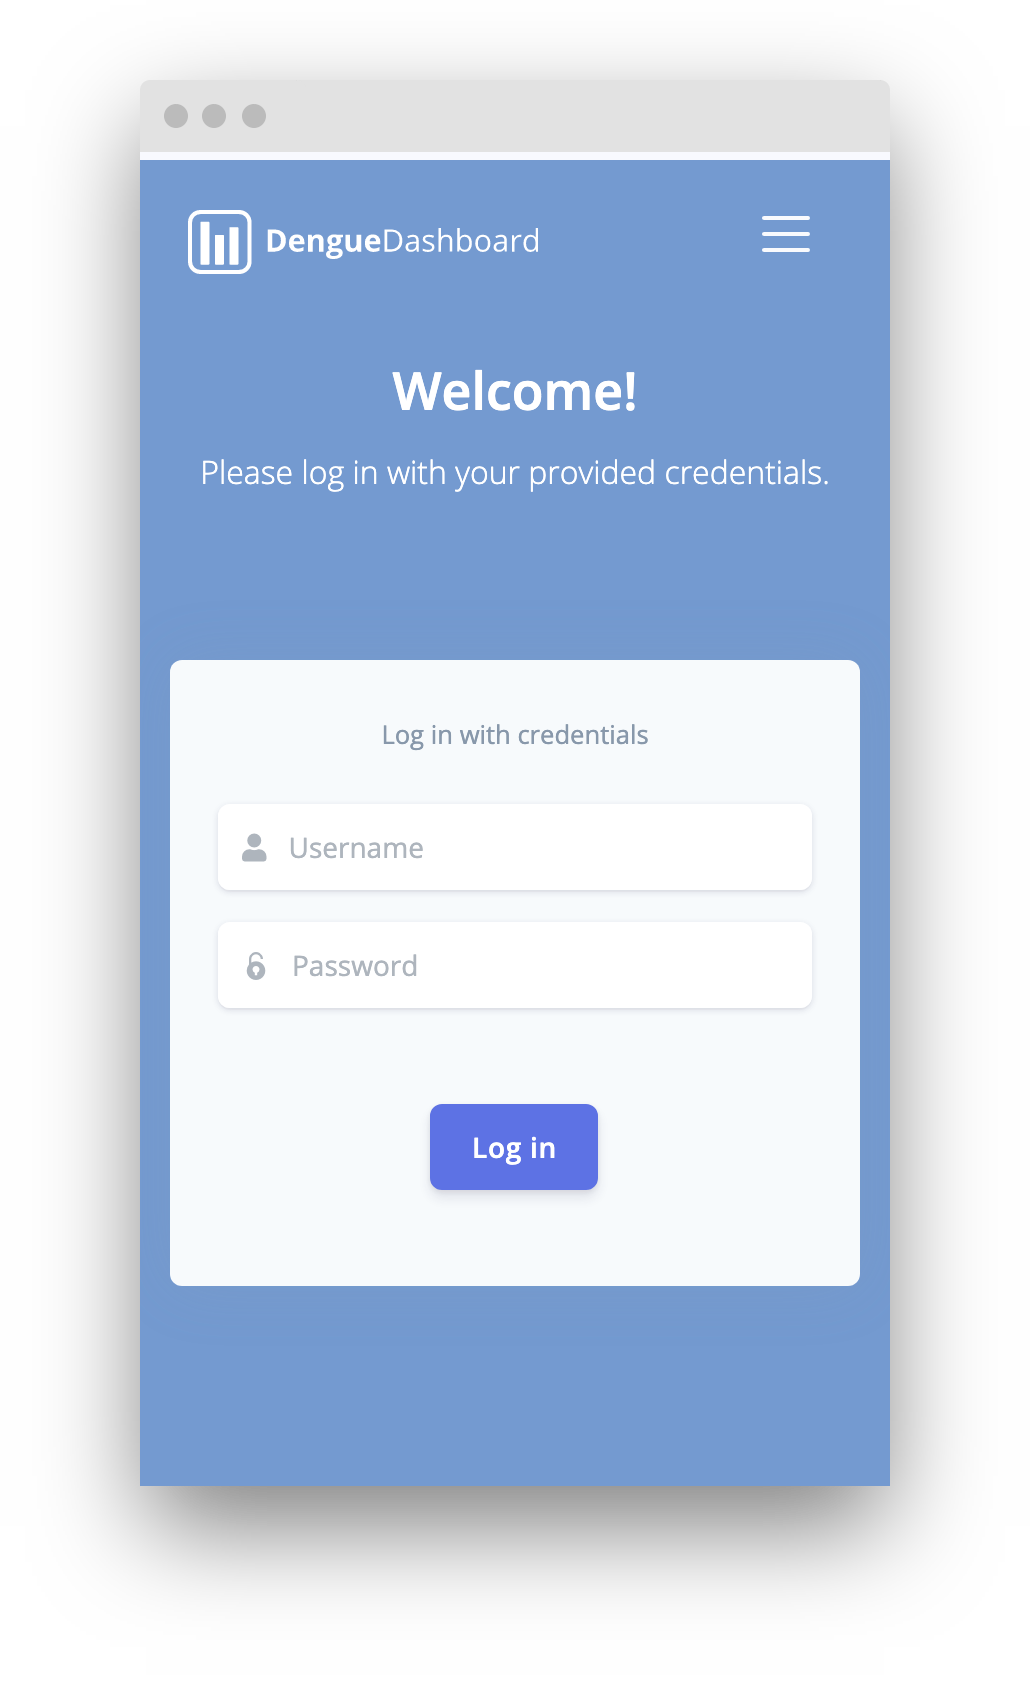 DengueDashboard
Welcome!
Please log in with your provided credentials.
Log in with credentials
Username
Password
Log in